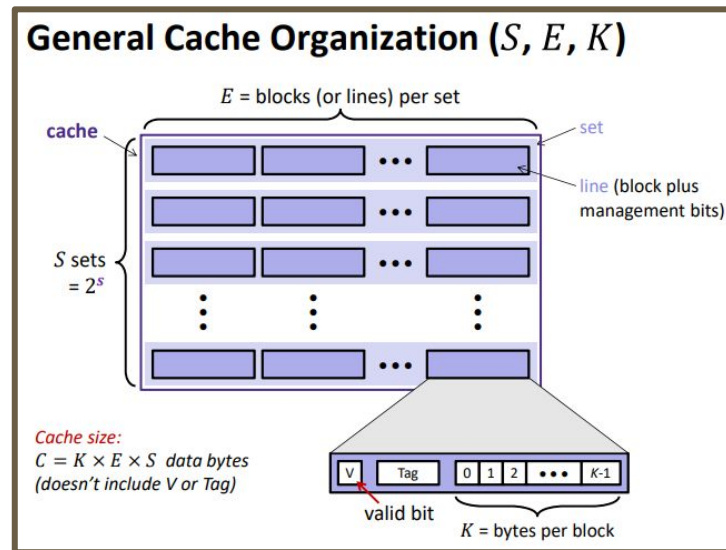 General Cache Organization (S, E, K)
E = blocks (or lines) per set
cache
set
line (block plus
management bits)
S sets
= 2^s
Cache size:
C = K × E × S data bytes
(doesn't include V or Tag)
V Tag 0 1 2 ••• K-1
valid bit
K = bytes per block